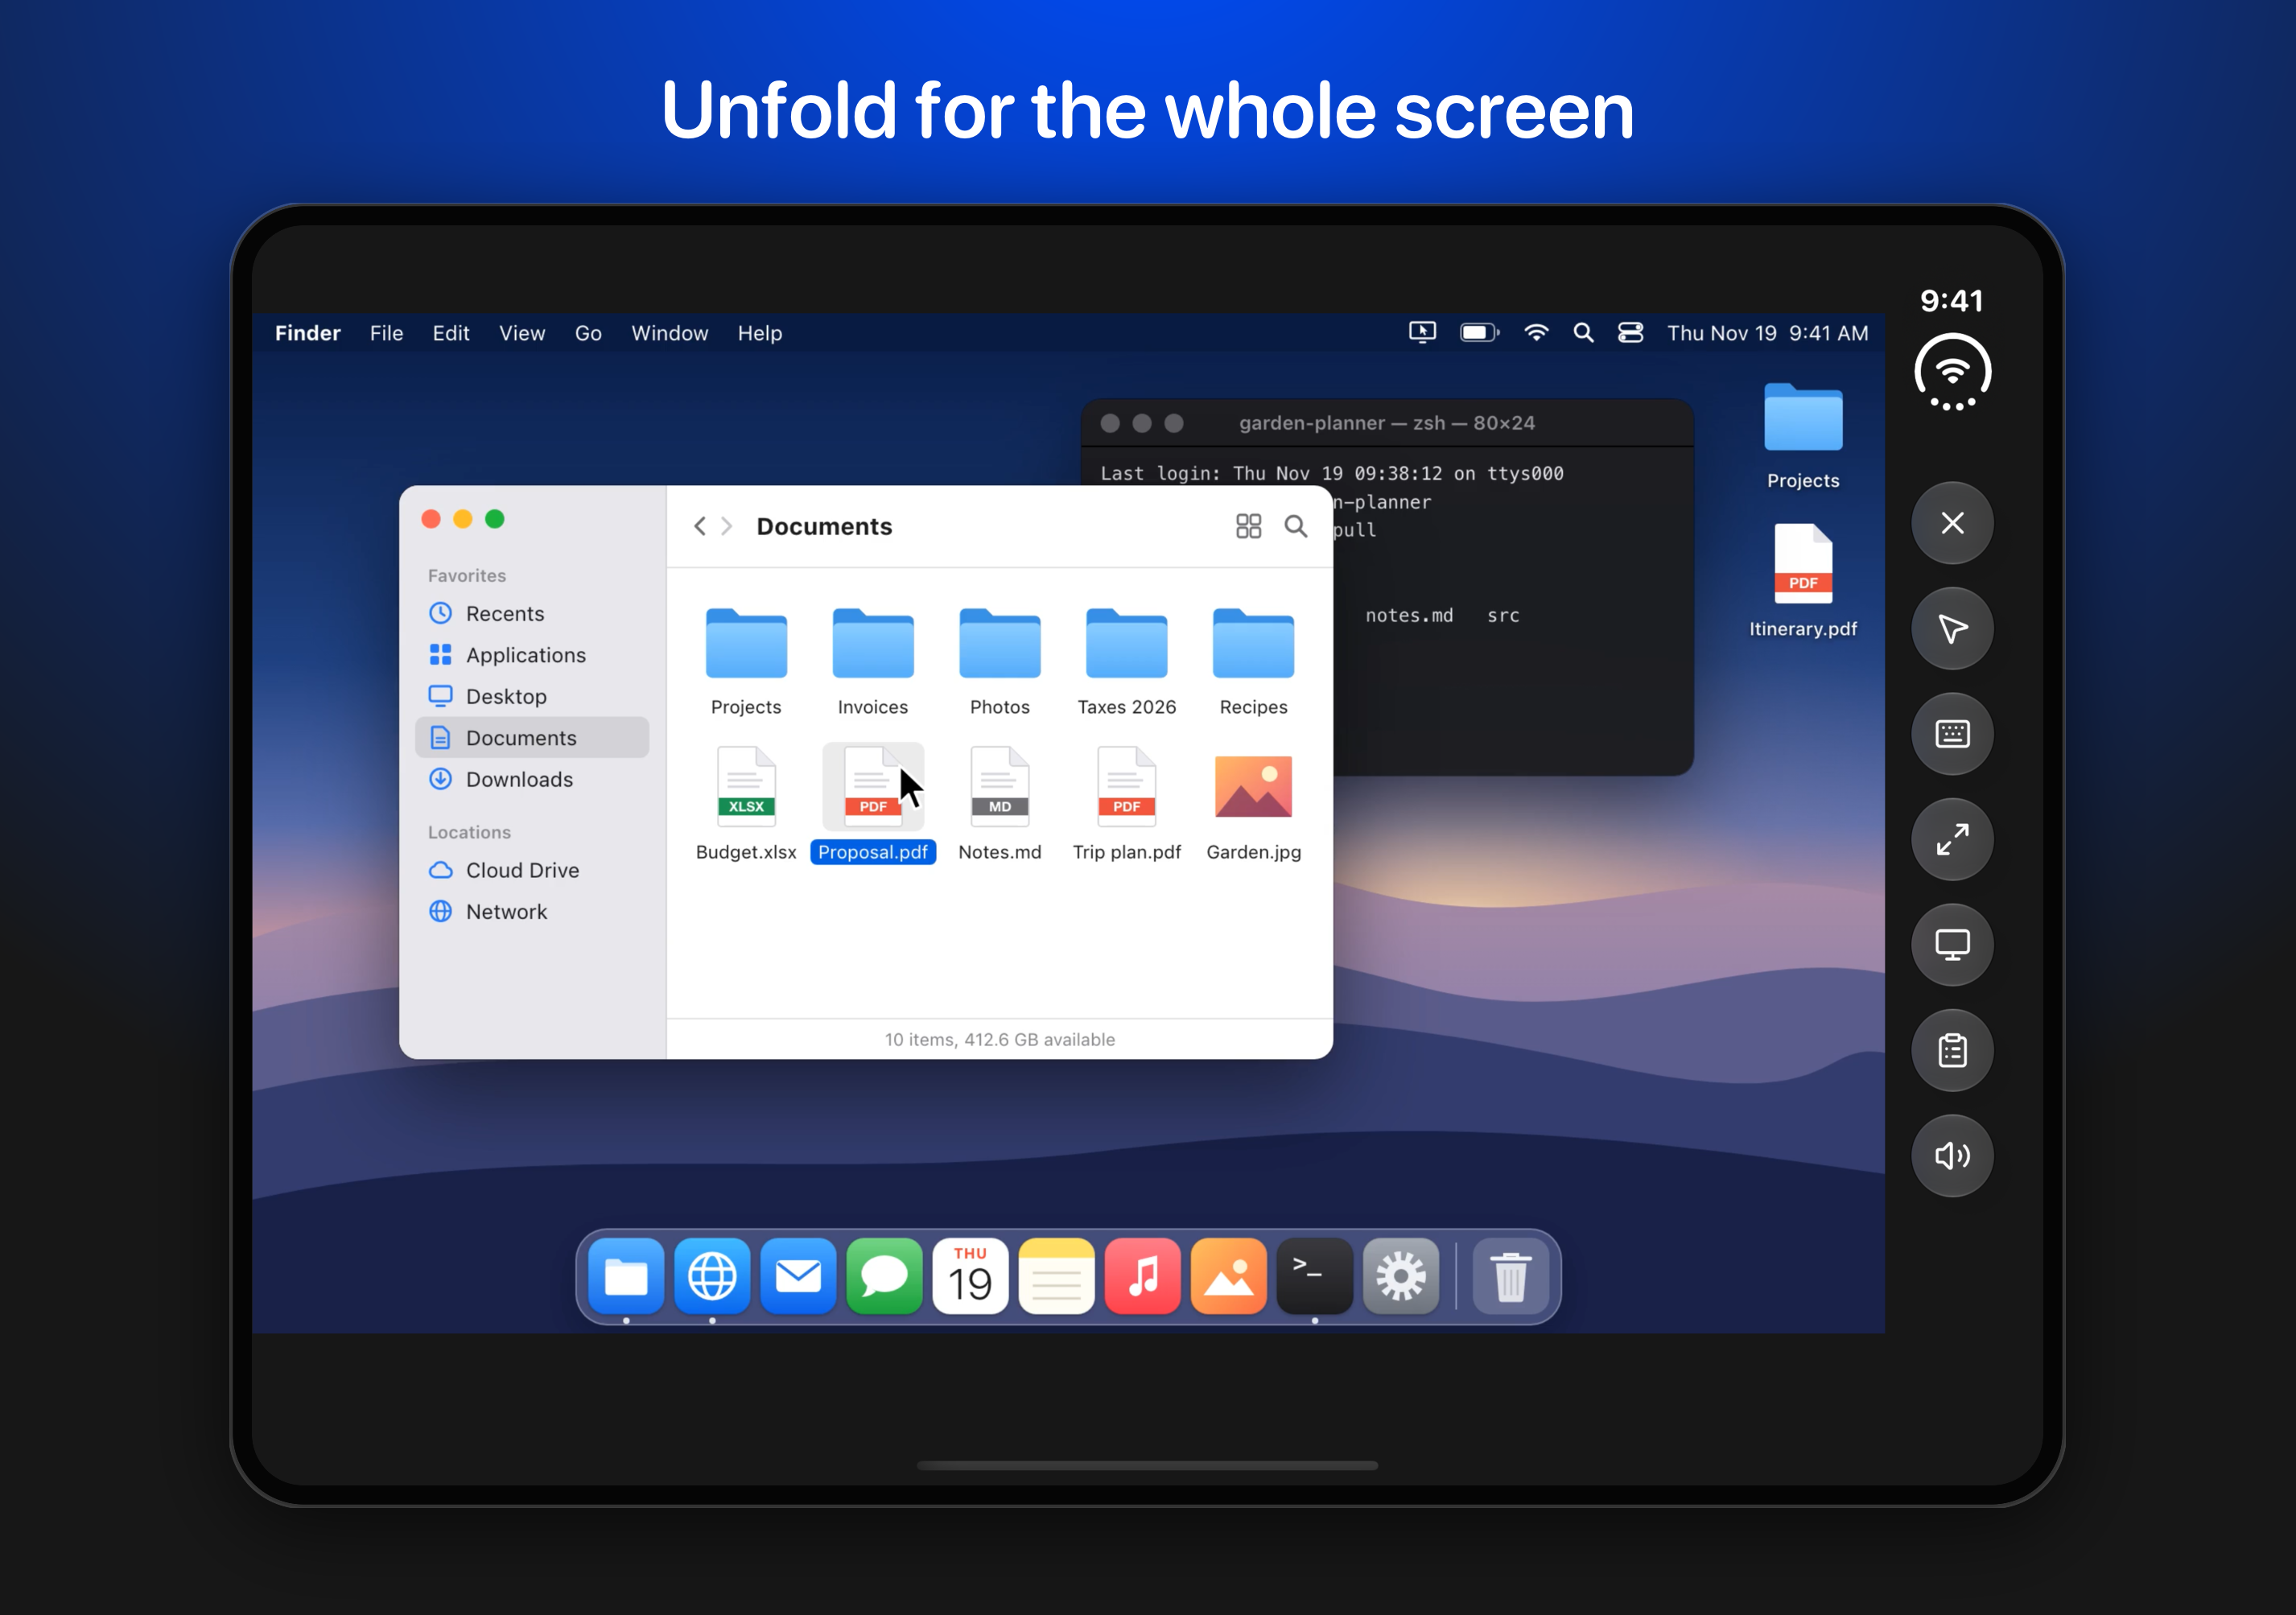 Unfold for the whole screen
9:41
Finder File Edit View Go Window Help Thu Nov 19 9:41 AM
garden-planner — zsh — 80×24
Last login: Thu Nov 19 09:38:12 on ttys000
n-planner
pull
notes.md src
Projects
PDF
Itinerary.pdf
Documents
Favorites
Recents
Applications
Desktop
Documents
Downloads
Locations
Cloud Drive
Network
Projects Invoices Photos Taxes 2026 Recipes
XLSX PDF MD PDF
Budget.xlsx Proposal.pdf Notes.md Trip plan.pdf Garden.jpg
10 items, 412.6 GB available
THU
19
>_